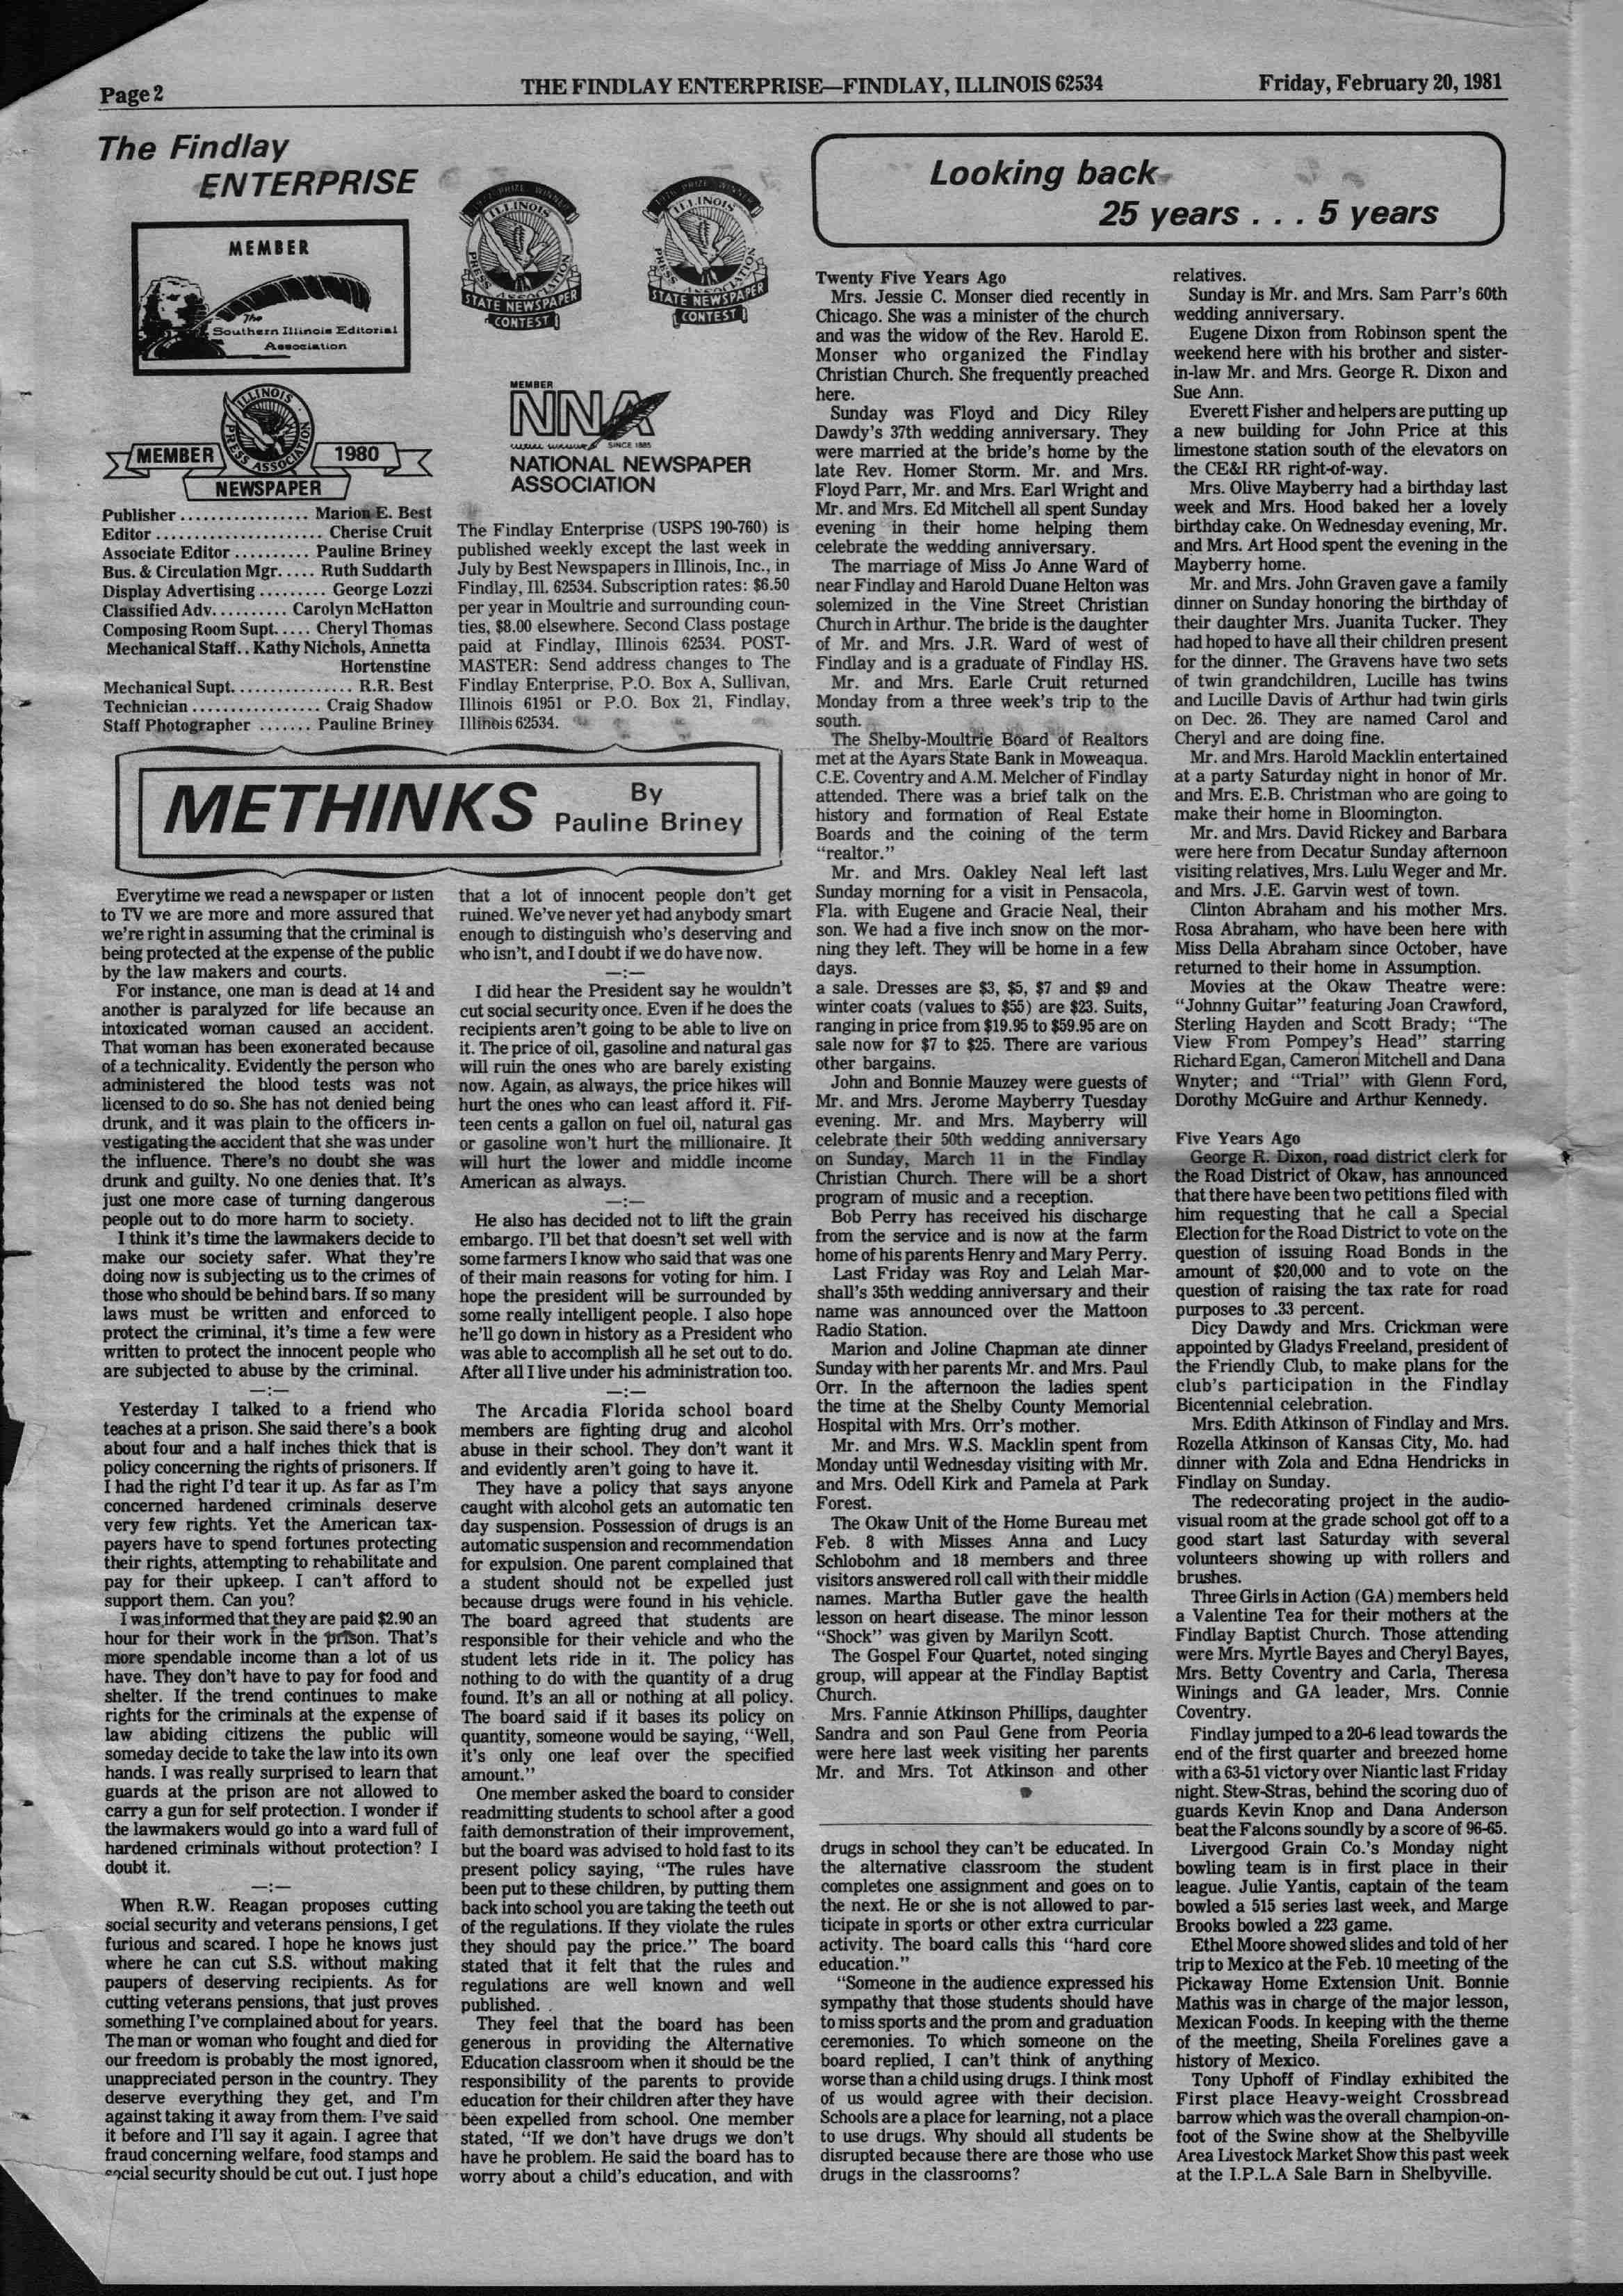 Page 2
THE FINDLAY ENTERPRISE—FINDLAY, ILLINOIS 62534
Friday, February 20, 1981
The Findlay
ENTERPRISE
MEMBER
The
Southern Illinois Editorial
Association
ILLINOIS
PRESS ASSOCIATION
MEMBER
1980
NEWSPAPER
PRIZE WINNER
ILLINOIS
PRESS ASSOCIATION
STATE NEWSPAPER
CONTEST
PRIZE WINNER
ILLINOIS
PRESS ASSOCIATION
STATE NEWSPAPER
CONTEST
MEMBER
NNA
SINCE 1885
NATIONAL NEWSPAPER
ASSOCIATION
Publisher ................. Marion E. Best
Editor ...................... Cherise Cruit
Associate Editor .......... Pauline Briney
Bus. & Circulation Mgr..... Ruth Suddarth
Display Advertising ......... George Lozzi
Classified Adv.......... Carolyn McHatton
Composing Room Supt..... Cheryl Thomas
Mechanical Staff.. Kathy Nichols, Annetta
Hortenstine
Mechanical Supt................ R.R. Best
Technician ................. Craig Shadow
Staff Photographer ....... Pauline Briney
The Findlay Enterprise (USPS 190-760) is
published weekly except the last week in
July by Best Newspapers in Illinois, Inc., in
Findlay, Ill. 62534. Subscription rates: $6.50
per year in Moultrie and surrounding coun-
ties, $8.00 elsewhere. Second Class postage
paid at Findlay, Illinois 62534. POST-
MASTER: Send address changes to The
Findlay Enterprise, P.O. Box A, Sullivan,
Illinois 61951 or P.O. Box 21, Findlay,
Illinois 62534.
METHINKS
By
Pauline Briney
Everytime we read a newspaper or listen
to TV we are more and more assured that
we're right in assuming that the criminal is
being protected at the expense of the public
by the law makers and courts.
For instance, one man is dead at 14 and
another is paralyzed for life because an
intoxicated woman caused an accident.
That woman has been exonerated because
of a technicality. Evidently the person who
administered the blood tests was not
licensed to do so. She has not denied being
drunk, and it was plain to the officers in-
vestigating the accident that she was under
the influence. There's no doubt she was
drunk and guilty. No one denies that. It's
just one more case of turning dangerous
people out to do more harm to society.
I think it's time the lawmakers decide to
make our society safer. What they're
doing now is subjecting us to the crimes of
those who should be behind bars. If so many
laws must be written and enforced to
protect the criminal, it's time a few were
written to protect the innocent people who
are subjected to abuse by the criminal.
—:—
Yesterday I talked to a friend who
teaches at a prison. She said there's a book
about four and a half inches thick that is
policy concerning the rights of prisoners. If
I had the right I'd tear it up. As far as I'm
concerned hardened criminals deserve
very few rights. Yet the American tax-
payers have to spend fortunes protecting
their rights, attempting to rehabilitate and
pay for their upkeep. I can't afford to
support them. Can you?
I was informed that they are paid $2.90 an
hour for their work in the prison. That's
more spendable income than a lot of us
have. They don't have to pay for food and
shelter. If the trend continues to make
rights for the criminals at the expense of
law abiding citizens the public will
someday decide to take the law into its own
hands. I was really surprised to learn that
guards at the prison are not allowed to
carry a gun for self protection. I wonder if
the lawmakers would go into a ward full of
hardened criminals without protection? I
doubt it.
—:—
When R.W. Reagan proposes cutting
social security and veterans pensions, I get
furious and scared. I hope he knows just
where he can cut S.S. without making
paupers of deserving recipients. As for
cutting veterans pensions, that just proves
something I've complained about for years.
The man or woman who fought and died for
our freedom is probably the most ignored,
unappreciated person in the country. They
deserve everything they get, and I'm
against taking it away from them. I've said
it before and I'll say it again. I agree that
fraud concerning welfare, food stamps and
social security should be cut out. I just hope
that a lot of innocent people don't get
ruined. We've never yet had anybody smart
enough to distinguish who's deserving and
who isn't, and I doubt if we do have now.
—:—
I did hear the President say he wouldn't
cut social security once. Even if he does the
recipients aren't going to be able to live on
it. The price of oil, gasoline and natural gas
will ruin the ones who are barely existing
now. Again, as always, the price hikes will
hurt the ones who can least afford it. Fif-
teen cents a gallon on fuel oil, natural gas
or gasoline won't hurt the millionaire. It
will hurt the lower and middle income
American as always.
—:—
He also has decided not to lift the grain
embargo. I'll bet that doesn't set well with
some farmers I know who said that was one
of their main reasons for voting for him. I
hope the president will be surrounded by
some really intelligent people. I also hope
he'll go down in history as a President who
was able to accomplish all he set out to do.
After all I live under his administration too.
—:—
The Arcadia Florida school board
members are fighting drug and alcohol
abuse in their school. They don't want it
and evidently aren't going to have it.
They have a policy that says anyone
caught with alcohol gets an automatic ten
day suspension. Possession of drugs is an
automatic suspension and recommendation
for expulsion. One parent complained that
a student should not be expelled just
because drugs were found in his vehicle.
The board agreed that students are
responsible for their vehicle and who the
student lets ride in it. The policy has
nothing to do with the quantity of a drug
found. It's an all or nothing at all policy.
The board said if it bases its policy on
quantity, someone would be saying, "Well,
it's only one leaf over the specified
amount."
One member asked the board to consider
readmitting students to school after a good
faith demonstration of their improvement,
but the board was advised to hold fast to its
present policy saying, "The rules have
been put to these children, by putting them
back into school you are taking the teeth out
of the regulations. If they violate the rules
they should pay the price." The board
stated that it felt that the rules and
regulations are well known and well
published.
They feel that the board has been
generous in providing the Alternative
Education classroom when it should be the
responsibility of the parents to provide
education for their children after they have
been expelled from school. One member
stated, "If we don't have drugs we don't
have he problem. He said the board has to
worry about a child's education, and with
drugs in school they can't be educated. In
the alternative classroom the student
completes one assignment and goes on to
the next. He or she is not allowed to par-
ticipate in sports or other extra curricular
activity. The board calls this "hard core
education."
"Someone in the audience expressed his
sympathy that those students should have
to miss sports and the prom and graduation
ceremonies. To which someone on the
board replied, I can't think of anything
worse than a child using drugs. I think most
of us would agree with their decision.
Schools are a place for learning, not a place
to use drugs. Why should all students be
disrupted because there are those who use
drugs in the classrooms?
Looking back
25 years . . . 5 years
Twenty Five Years Ago
Mrs. Jessie C. Monser died recently in
Chicago. She was a minister of the church
and was the widow of the Rev. Harold E.
Monser who organized the Findlay
Christian Church. She frequently preached
here.
Sunday was Floyd and Dicy Riley
Dawdy's 37th wedding anniversary. They
were married at the bride's home by the
late Rev. Homer Storm. Mr. and Mrs.
Floyd Parr, Mr. and Mrs. Earl Wright and
Mr. and Mrs. Ed Mitchell all spent Sunday
evening in their home helping them
celebrate the wedding anniversary.
The marriage of Miss Jo Anne Ward of
near Findlay and Harold Duane Helton was
solemized in the Vine Street Christian
Church in Arthur. The bride is the daughter
of Mr. and Mrs. J.R. Ward of west of
Findlay and is a graduate of Findlay HS.
Mr. and Mrs. Earle Cruit returned
Monday from a three week's trip to the
south.
The Shelby-Moultrie Board of Realtors
met at the Ayars State Bank in Moweaqua.
C.E. Coventry and A.M. Melcher of Findlay
attended. There was a brief talk on the
history and formation of Real Estate
Boards and the coining of the term
"realtor."
Mr. and Mrs. Oakley Neal left last
Sunday morning for a visit in Pensacola,
Fla. with Eugene and Gracie Neal, their
son. We had a five inch snow on the mor-
ning they left. They will be home in a few
days.
a sale. Dresses are $3, $5, $7 and $9 and
winter coats (values to $55) are $23. Suits,
ranging in price from $19.95 to $59.95 are on
sale now for $7 to $25. There are various
other bargains.
John and Bonnie Mauzey were guests of
Mr. and Mrs. Jerome Mayberry Tuesday
evening. Mr. and Mrs. Mayberry will
celebrate their 50th wedding anniversary
on Sunday, March 11 in the Findlay
Christian Church. There will be a short
program of music and a reception.
Bob Perry has received his discharge
from the service and is now at the farm
home of his parents Henry and Mary Perry.
Last Friday was Roy and Lelah Mar-
shall's 35th wedding anniversary and their
name was announced over the Mattoon
Radio Station.
Marion and Joline Chapman ate dinner
Sunday with her parents Mr. and Mrs. Paul
Orr. In the afternoon the ladies spent
the time at the Shelby County Memorial
Hospital with Mrs. Orr's mother.
Mr. and Mrs. W.S. Macklin spent from
Monday until Wednesday visiting with Mr.
and Mrs. Odell Kirk and Pamela at Park
Forest.
The Okaw Unit of the Home Bureau met
Feb. 8 with Misses Anna and Lucy
Schlobohm and 18 members and three
visitors answered roll call with their middle
names. Martha Butler gave the health
lesson on heart disease. The minor lesson
"Shock" was given by Marilyn Scott.
The Gospel Four Quartet, noted singing
group, will appear at the Findlay Baptist
Church.
Mrs. Fannie Atkinson Phillips, daughter
Sandra and son Paul Gene from Peoria
were here last week visiting her parents
Mr. and Mrs. Tot Atkinson and other
relatives.
Sunday is Mr. and Mrs. Sam Parr's 60th
wedding anniversary.
Eugene Dixon from Robinson spent the
weekend here with his brother and sister-
in-law Mr. and Mrs. George R. Dixon and
Sue Ann.
Everett Fisher and helpers are putting up
a new building for John Price at this
limestone station south of the elevators on
the CE&I RR right-of-way.
Mrs. Olive Mayberry had a birthday last
week and Mrs. Hood baked her a lovely
birthday cake. On Wednesday evening, Mr.
and Mrs. Art Hood spent the evening in the
Mayberry home.
Mr. and Mrs. John Graven gave a family
dinner on Sunday honoring the birthday of
their daughter Mrs. Juanita Tucker. They
had hoped to have all their children present
for the dinner. The Gravens have two sets
of twin grandchildren, Lucille has twins
and Lucille Davis of Arthur had twin girls
on Dec. 26. They are named Carol and
Cheryl and are doing fine.
Mr. and Mrs. Harold Macklin entertained
at a party Saturday night in honor of Mr.
and Mrs. E.B. Christman who are going to
make their home in Bloomington.
Mr. and Mrs. David Rickey and Barbara
were here from Decatur Sunday afternoon
visiting relatives, Mrs. Lulu Weger and Mr.
and Mrs. J.E. Garvin west of town.
Clinton Abraham and his mother Mrs.
Rosa Abraham, who have been here with
Miss Della Abraham since October, have
returned to their home in Assumption.
Movies at the Okaw Theatre were:
"Johnny Guitar" featuring Joan Crawford,
Sterling Hayden and Scott Brady; "The
View From Pompey's Head" starring
Richard Egan, Cameron Mitchell and Dana
Wnyter; and "Trial" with Glenn Ford,
Dorothy McGuire and Arthur Kennedy.
Five Years Ago
George R. Dixon, road district clerk for
the Road District of Okaw, has announced
that there have been two petitions filed with
him requesting that he call a Special
Election for the Road District to vote on the
question of issuing Road Bonds in the
amount of $20,000 and to vote on the
question of raising the tax rate for road
purposes to .33 percent.
Dicy Dawdy and Mrs. Crickman were
appointed by Gladys Freeland, president of
the Friendly Club, to make plans for the
club's participation in the Findlay
Bicentennial celebration.
Mrs. Edith Atkinson of Findlay and Mrs.
Rozella Atkinson of Kansas City, Mo. had
dinner with Zola and Edna Hendricks in
Findlay on Sunday.
The redecorating project in the audio-
visual room at the grade school got off to a
good start last Saturday with several
volunteers showing up with rollers and
brushes.
Three Girls in Action (GA) members held
a Valentine Tea for their mothers at the
Findlay Baptist Church. Those attending
were Mrs. Myrtle Bayes and Cheryl Bayes,
Mrs. Betty Coventry and Carla, Theresa
Winings and GA leader, Mrs. Connie
Coventry.
Findlay jumped to a 20-6 lead towards the
end of the first quarter and breezed home
with a 63-51 victory over Niantic last Friday
night. Stew-Stras, behind the scoring duo of
guards Kevin Knop and Dana Anderson
beat the Falcons soundly by a score of 96-65.
Livergood Grain Co.'s Monday night
bowling team is in first place in their
league. Julie Yantis, captain of the team
bowled a 515 series last week, and Marge
Brooks bowled a 223 game.
Ethel Moore showed slides and told of her
trip to Mexico at the Feb. 10 meeting of the
Pickaway Home Extension Unit. Bonnie
Mathis was in charge of the major lesson,
Mexican Foods. In keeping with the theme
of the meeting, Sheila Forelines gave a
history of Mexico.
Tony Uphoff of Findlay exhibited the
First place Heavy-weight Crossbread
barrow which was the overall champion-on-
foot of the Swine show at the Shelbyville
Area Livestock Market Show this past week
at the I.P.L.A Sale Barn in Shelbyville.